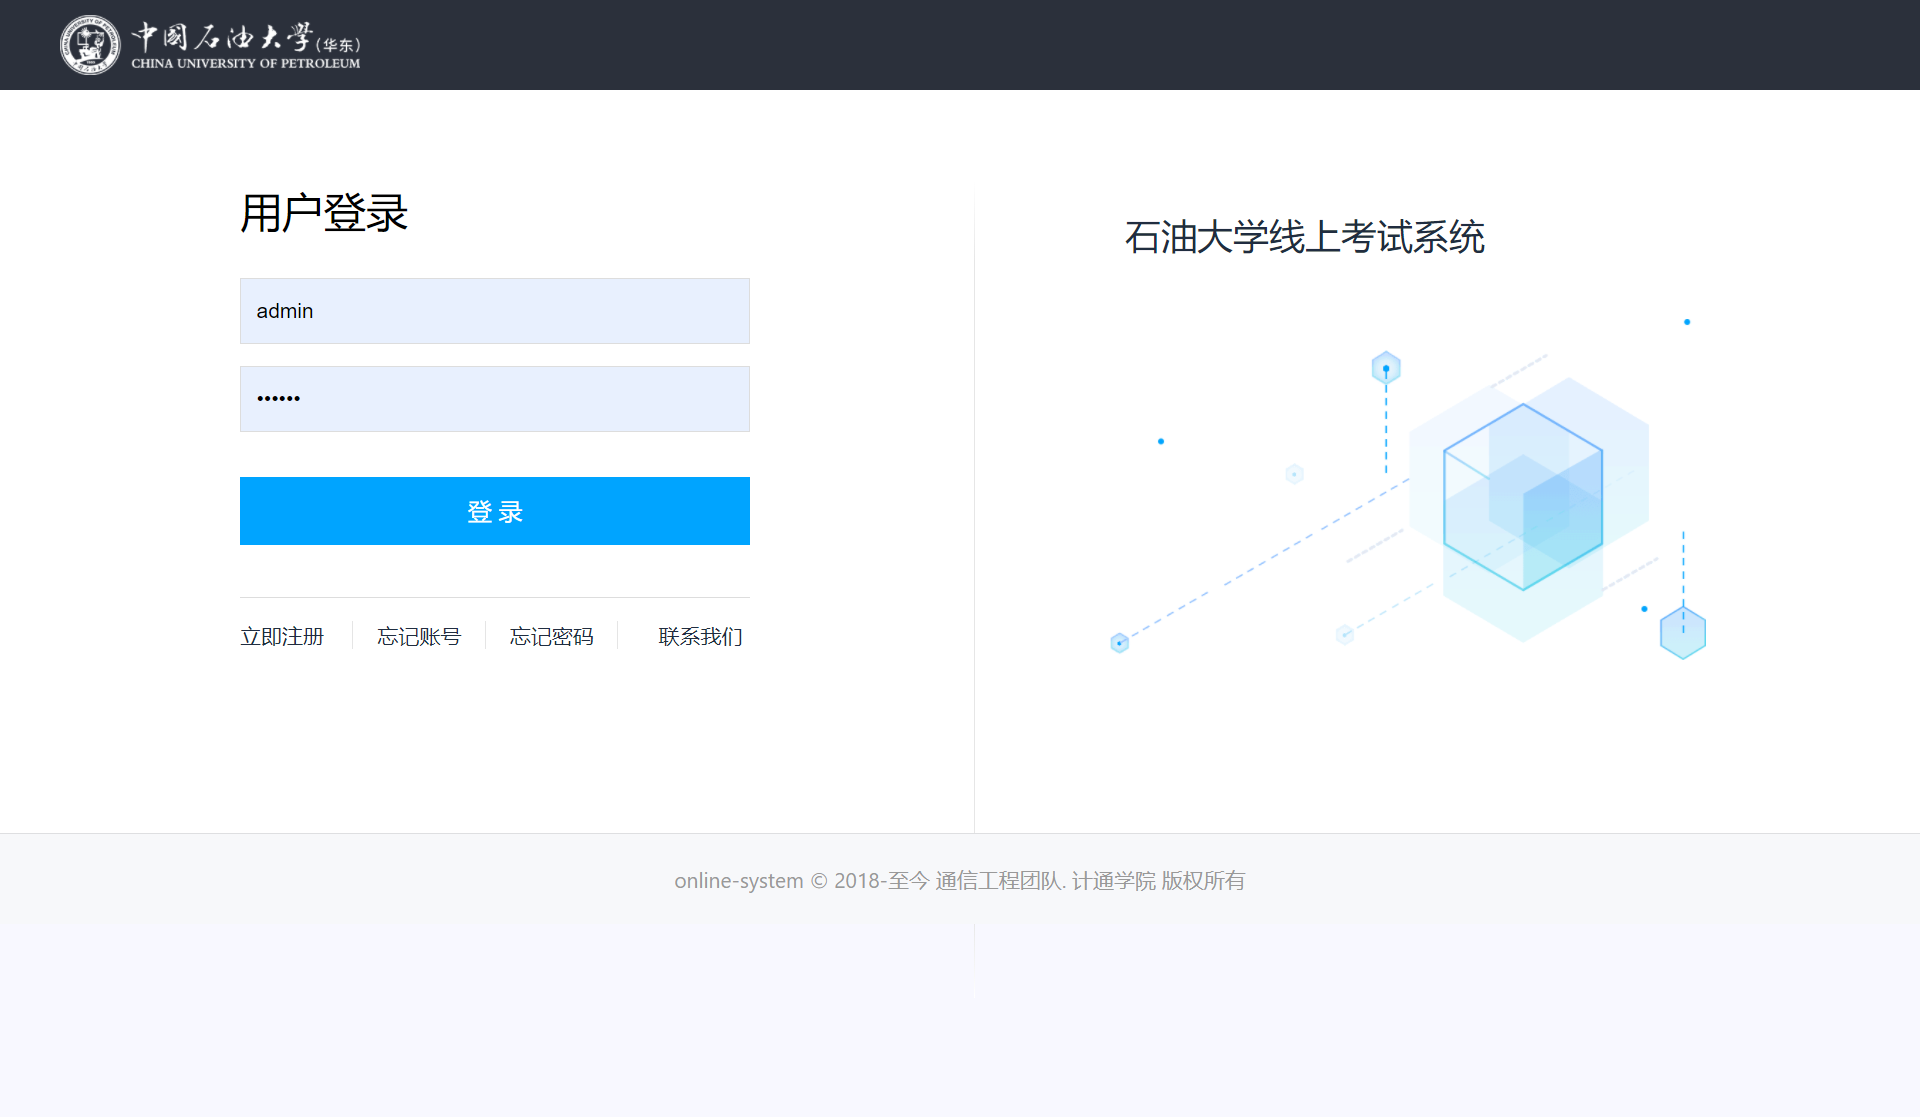 中國石油大學(华东)
CHINA UNIVERSITY OF PETROLEUM
用户登录
石油大学线上考试系统
admin
••••••
登 录
立即注册 忘记账号 忘记密码 联系我们
online-system © 2018-至今 通信工程团队. 计通学院 版权所有